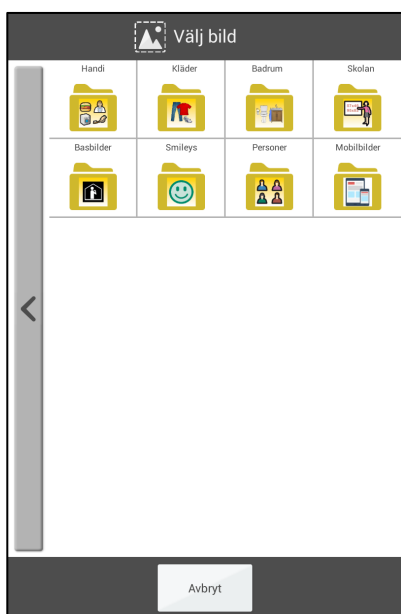 Välj bild
Handi Kläder Badrum Skolan
Basbilder Smileys Personer Mobilbilder
Avbryt